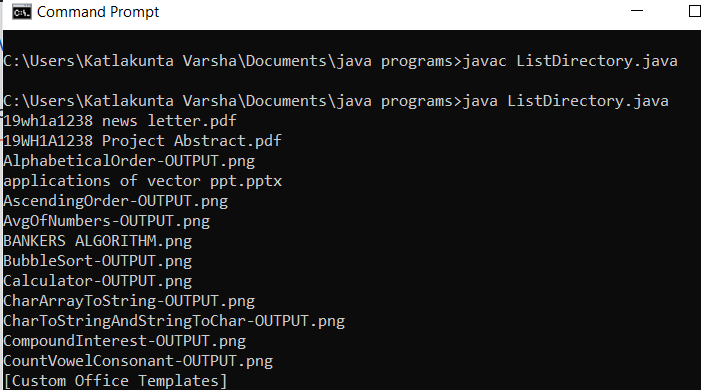 Command Prompt
C:\Users\Katlakunta Varsha\Documents\java programs>javac ListDirectory.java
C:\Users\Katlakunta Varsha\Documents\java programs>java ListDirectory.java
19wh1a1238 news letter.pdf
19WH1A1238 Project Abstract.pdf
AlphabeticalOrder-OUTPUT.png
applications of vector ppt.pptx
AscendingOrder-OUTPUT.png
AvgOfNumbers-OUTPUT.png
BANKERS ALGORITHM.png
BubbleSort-OUTPUT.png
Calculator-OUTPUT.png
CharArrayToString-OUTPUT.png
CharToStringAndStringToChar-OUTPUT.png
CompoundInterest-OUTPUT.png
CountVowelConsonant-OUTPUT.png
[Custom Office Templates]